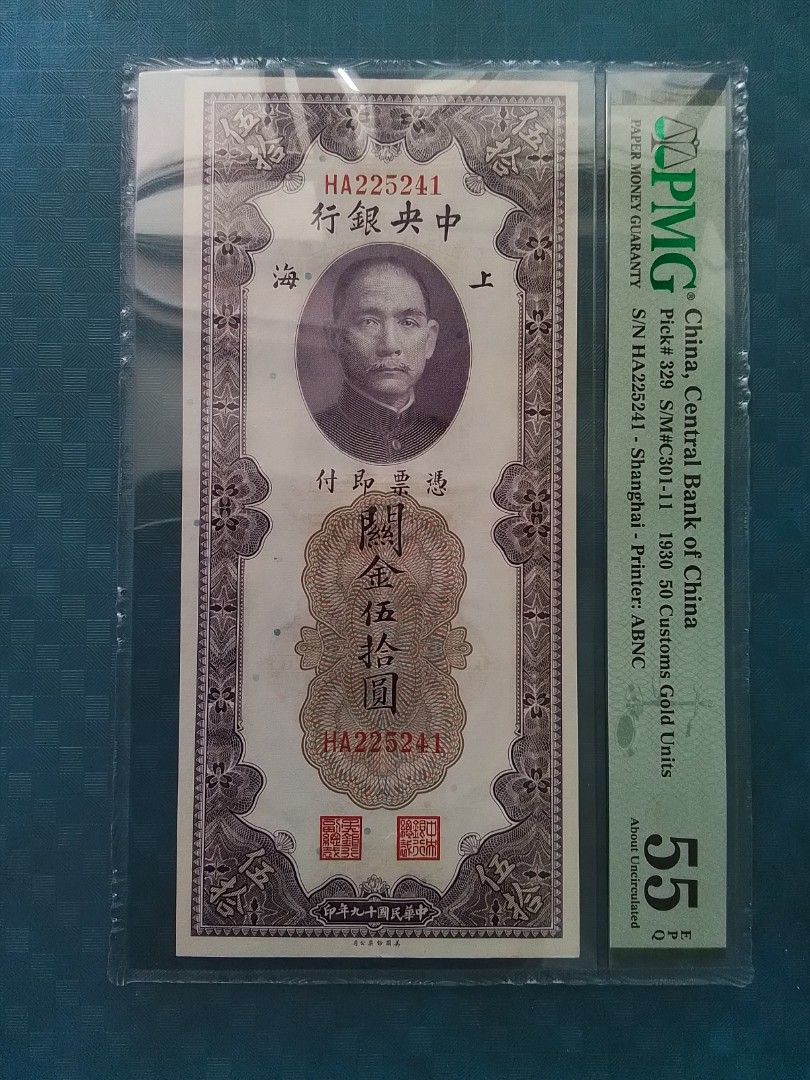 伍拾
伍拾
HA225241
行銀央中
海 上
付即票憑
關金伍拾圓
HA225241
伍拾
伍拾
印年九十國民華中
PMG®
PAPER MONEY GUARANTY
China, Central Bank of China
Pick# 329 S/M#C301-11 1930 50 Customs Gold Units
S/N HA225241 - Shanghai - Printer: ABNC
55 EPQ
About Uncirculated